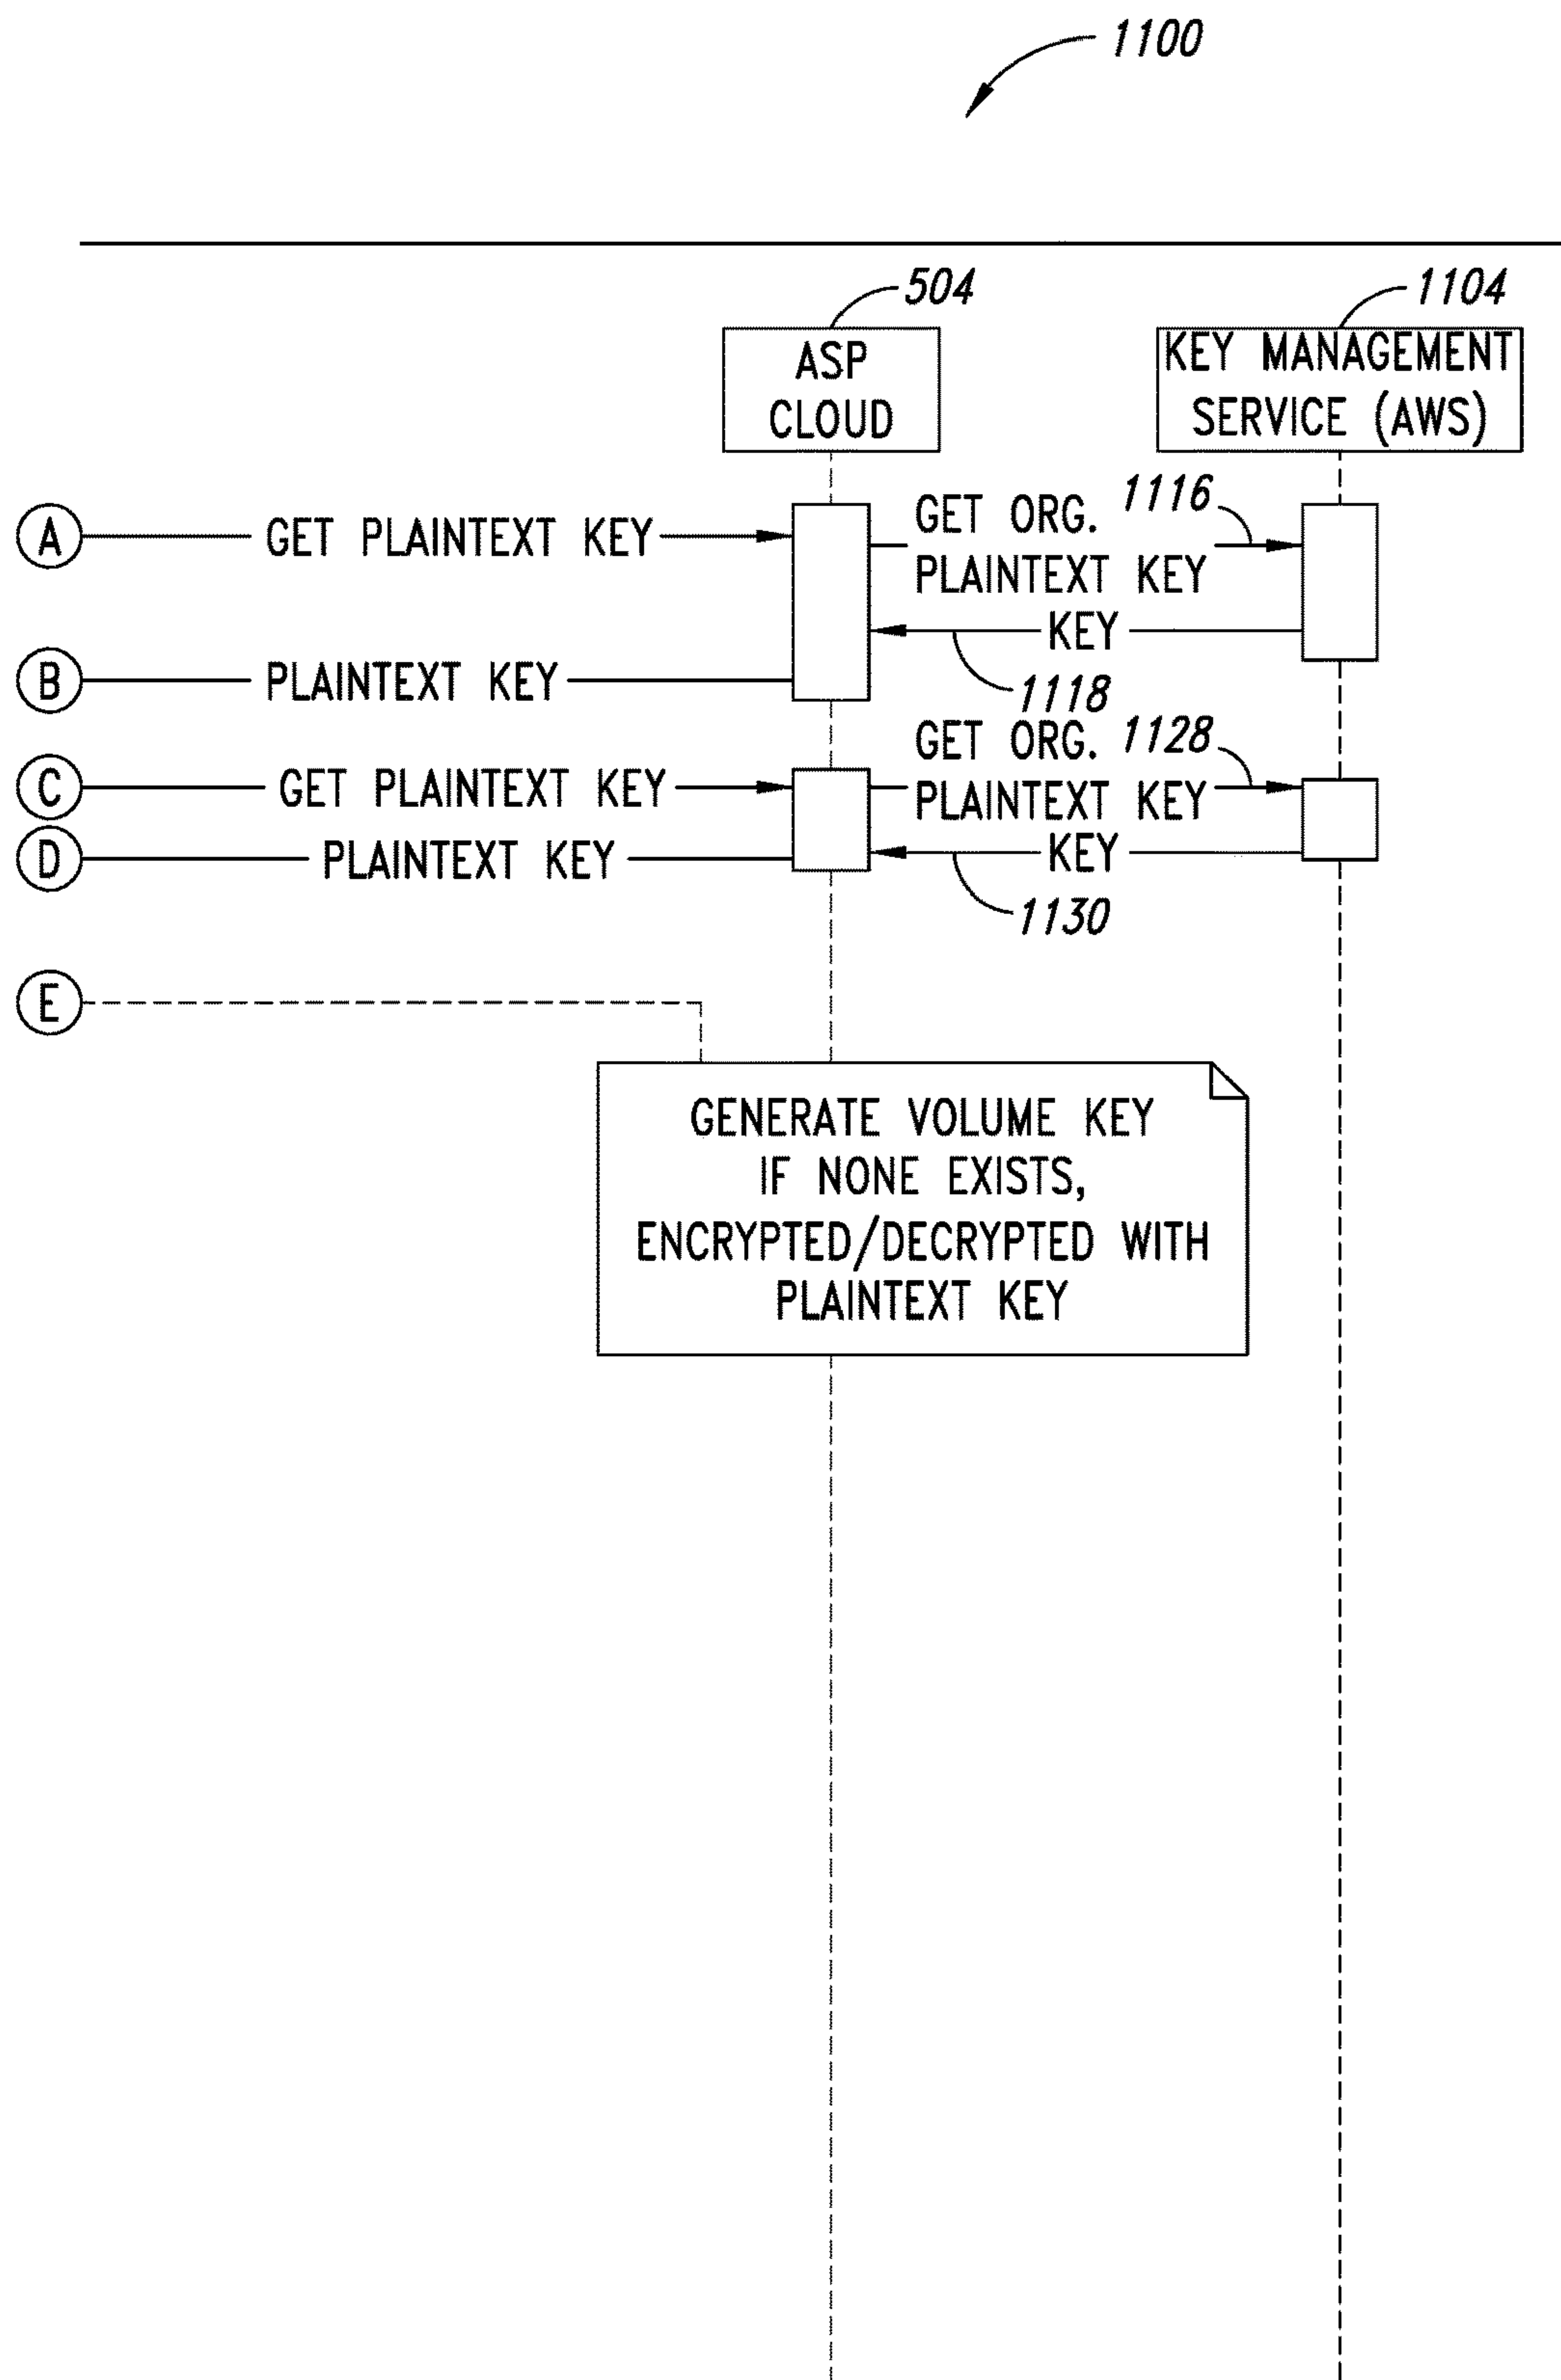 1100
504
1104
ASP
CLOUD
KEY MANAGEMENT
SERVICE (AWS)
A
GET PLAINTEXT KEY
GET ORG.
PLAINTEXT KEY
1116
KEY
1118
B
PLAINTEXT KEY
C
GET PLAINTEXT KEY
GET ORG.
PLAINTEXT KEY
1128
D
PLAINTEXT KEY
KEY
1130
E
GENERATE VOLUME KEY
IF NONE EXISTS,
ENCRYPTED/DECRYPTED WITH
PLAINTEXT KEY